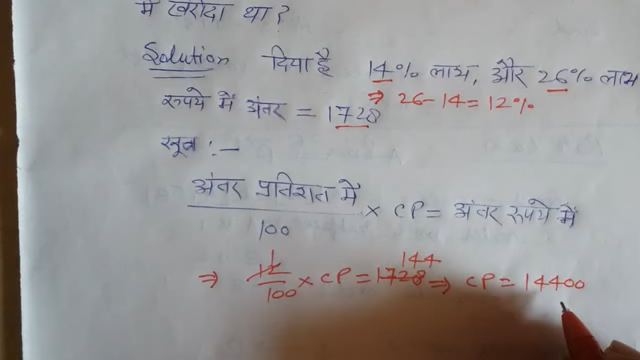 में खरीदा था?
Solution दिया है 14% लाभ, और 26% लाभ
⇒ 26-14=12%
रुपये में अंतर = 1728
सूत्र :-
अंतर प्रतिशत में
100
× CP = अंतर रुपये में
144
⇒ 12/100 × CP = 1728 ⇒ CP = 14400